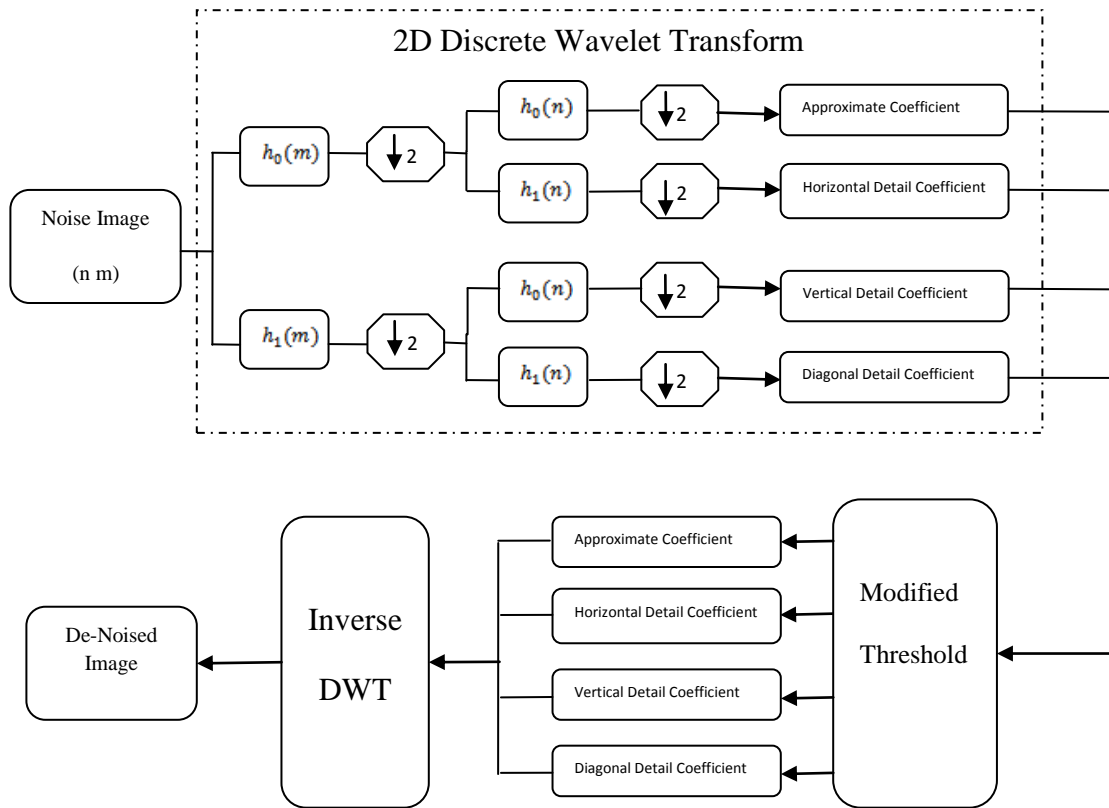 2D Discrete Wavelet Transform
h₀(n)
↓2
Approximate Coefficient
h₀(m)
↓2
h₁(n)
↓2
Horizontal Detail Coefficient
Noise Image
(n m)
h₀(n)
↓2
Vertical Detail Coefficient
h₁(m)
↓2
h₁(n)
↓2
Diagonal Detail Coefficient
Approximate Coefficient
Horizontal Detail Coefficient
Vertical Detail Coefficient
Diagonal Detail Coefficient
Modified
Threshold
Inverse
DWT
De-Noised
Image